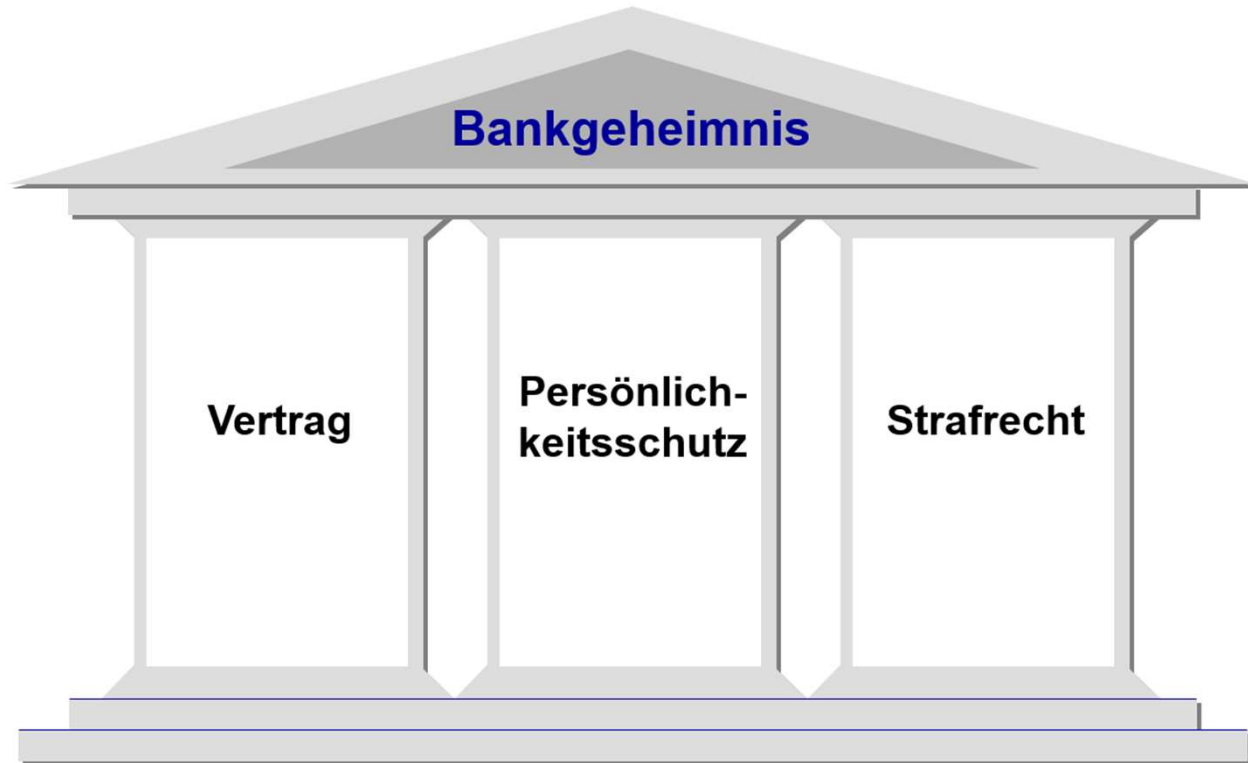 Bankgeheimnis
Vertrag
Persönlich-
keitsschutz
Strafrecht